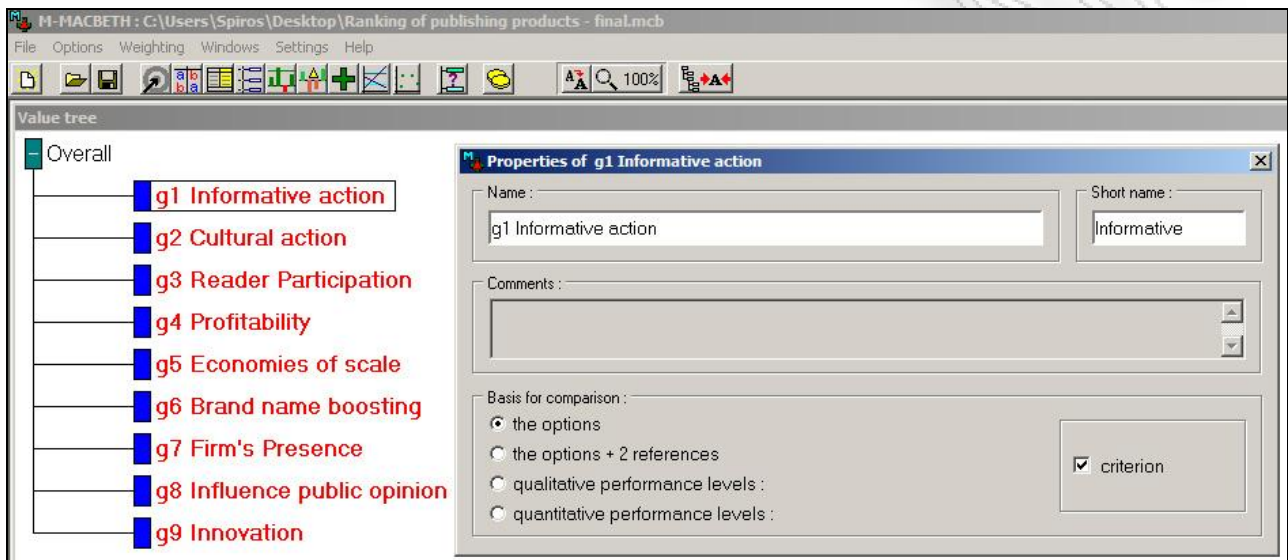 M-MACBETH : C:\Users\Spiros\Desktop\Ranking of publishing products - final.mcb
File Options Weighting Windows Settings Help
100%
Value tree
Overall
g1 Informative action
g2 Cultural action
g3 Reader Participation
g4 Profitability
g5 Economies of scale
g6 Brand name boosting
g7 Firm's Presence
g8 Influence public opinion
g9 Innovation
Properties of g1 Informative action
Name :
g1 Informative action
Short name :
Informative
Comments :
Basis for comparison :
the options
the options + 2 references
qualitative performance levels :
quantitative performance levels :
criterion